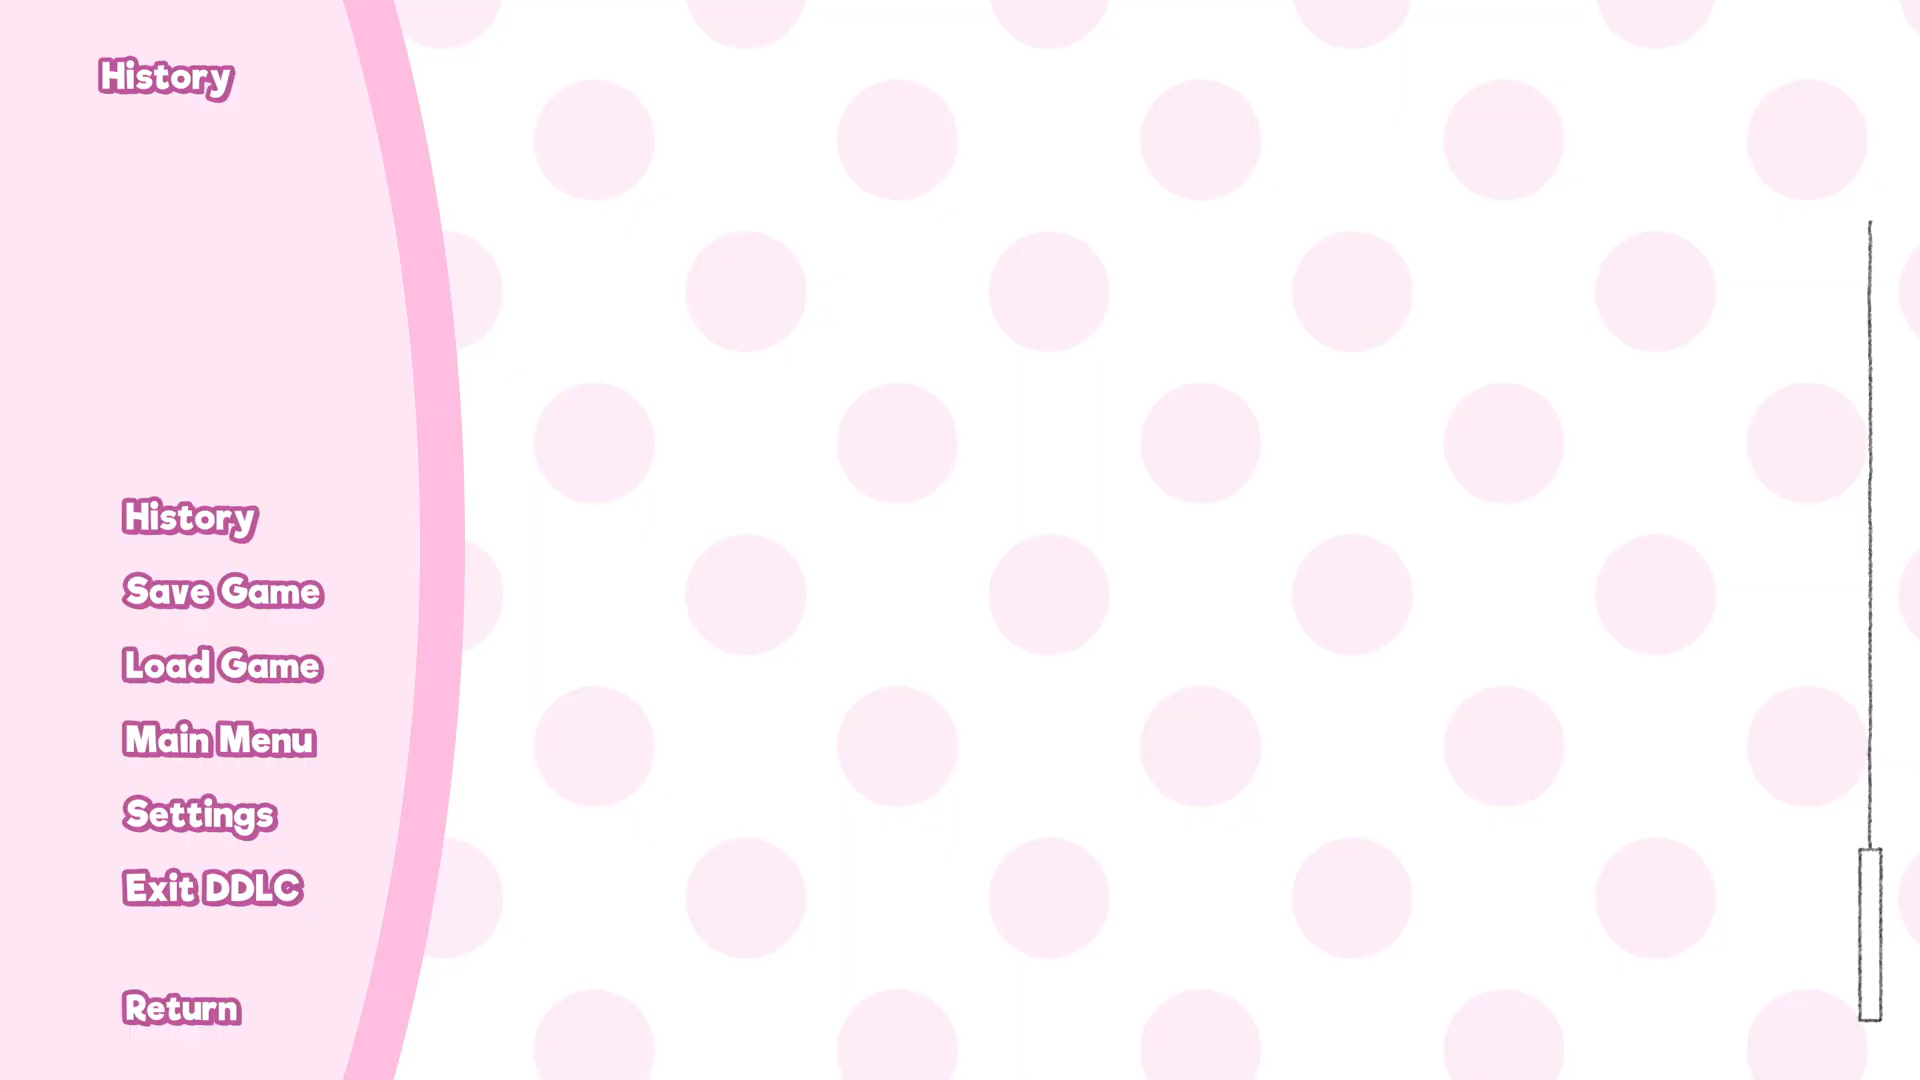 History
History
Save Game
Load Game
Main Menu
Settings
Exit DDLC
Return